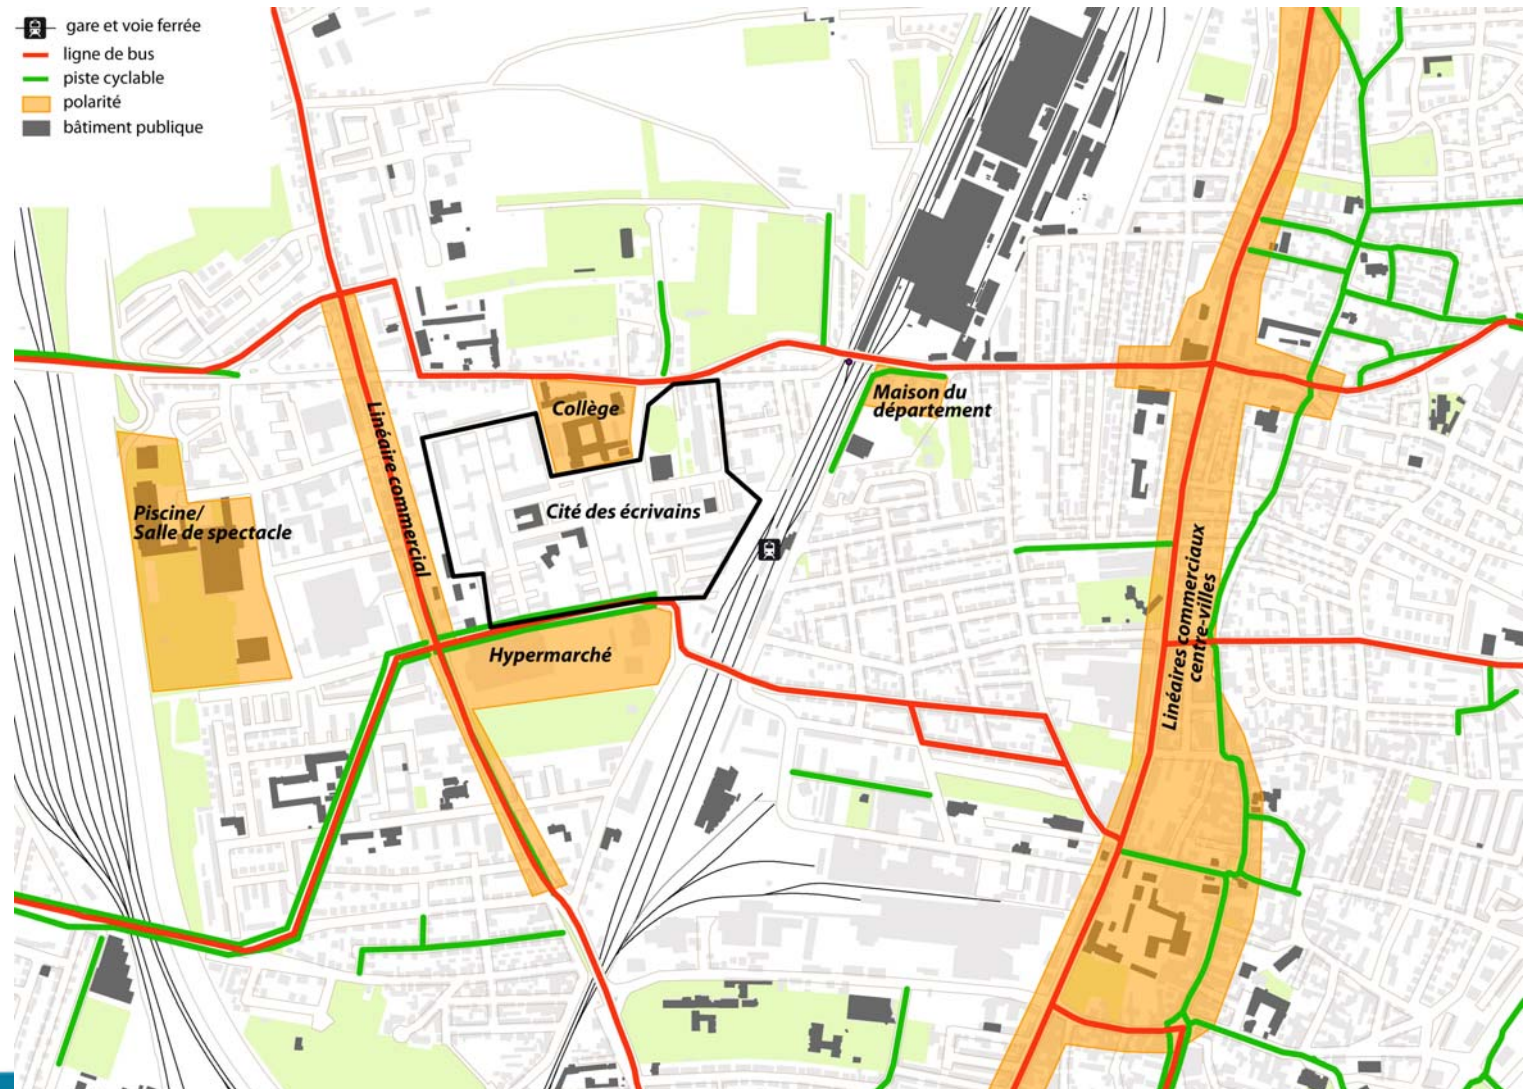 gare et voie ferrée
ligne de bus
piste cyclable
polarité
bâtiment publique
Collège
Maison du
département
Linéaire commercial
Piscine/
Salle de spectacle
Cité des écrivains
Hypermarché
Linéaires commerciaux
centre-villes